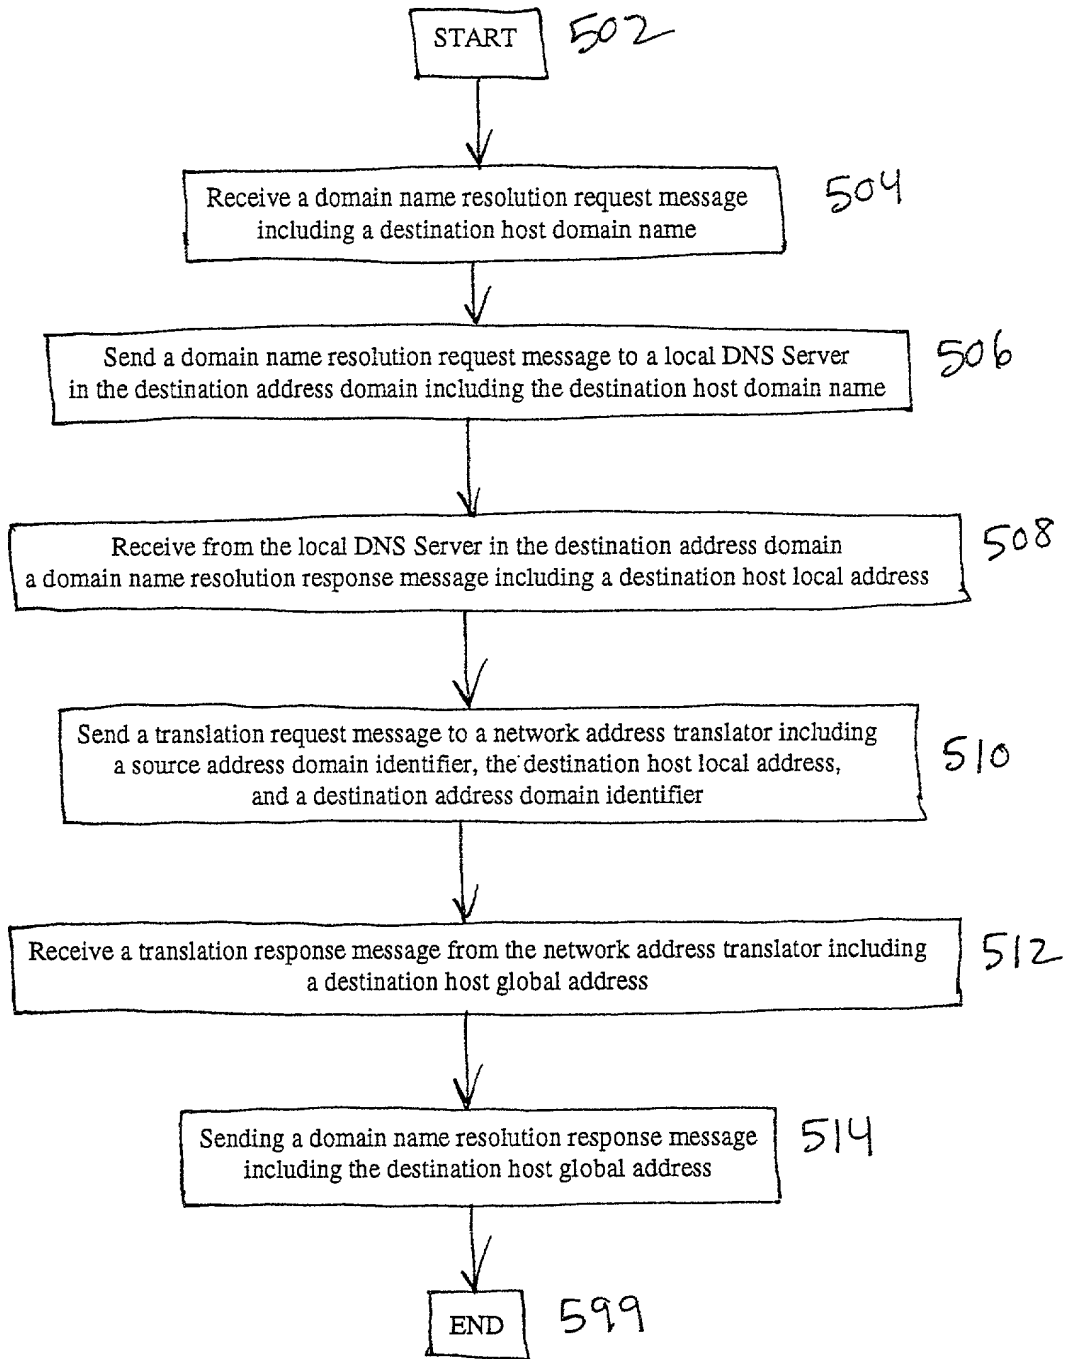 START 502
Receive a domain name resolution request message
including a destination host domain name
504
Send a domain name resolution request message to a local DNS Server
in the destination address domain including the destination host domain name
506
Receive from the local DNS Server in the destination address domain
a domain name resolution response message including a destination host local address
508
Send a translation request message to a network address translator including
a source address domain identifier, the destination host local address,
and a destination address domain identifier
510
Receive a translation response message from the network address translator including
a destination host global address
512
Sending a domain name resolution response message
including the destination host global address
514
END 599